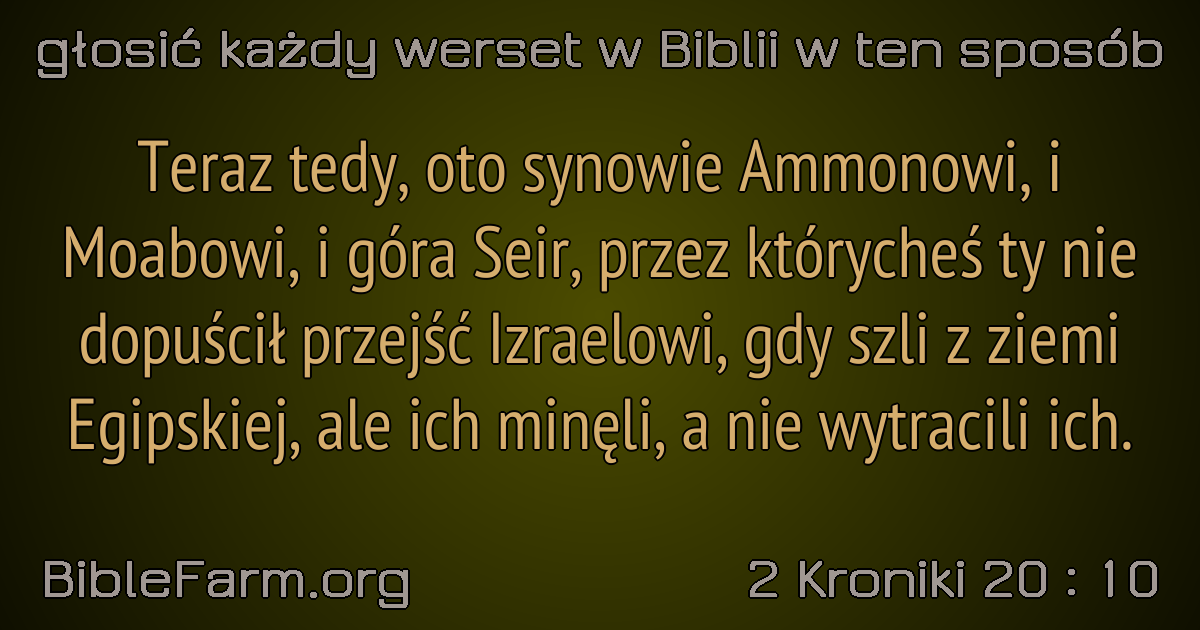 głosić każdy werset w Biblii w ten sposób
Teraz tedy, oto synowie Ammonowi, i
Moabowi, i góra Seir, przez którycheś ty nie
dopuścił przejść Izraelowi, gdy szli z ziemi
Egipskiej, ale ich minęli, a nie wytracili ich.
BibleFarm.org
2 Kroniki 20 : 10